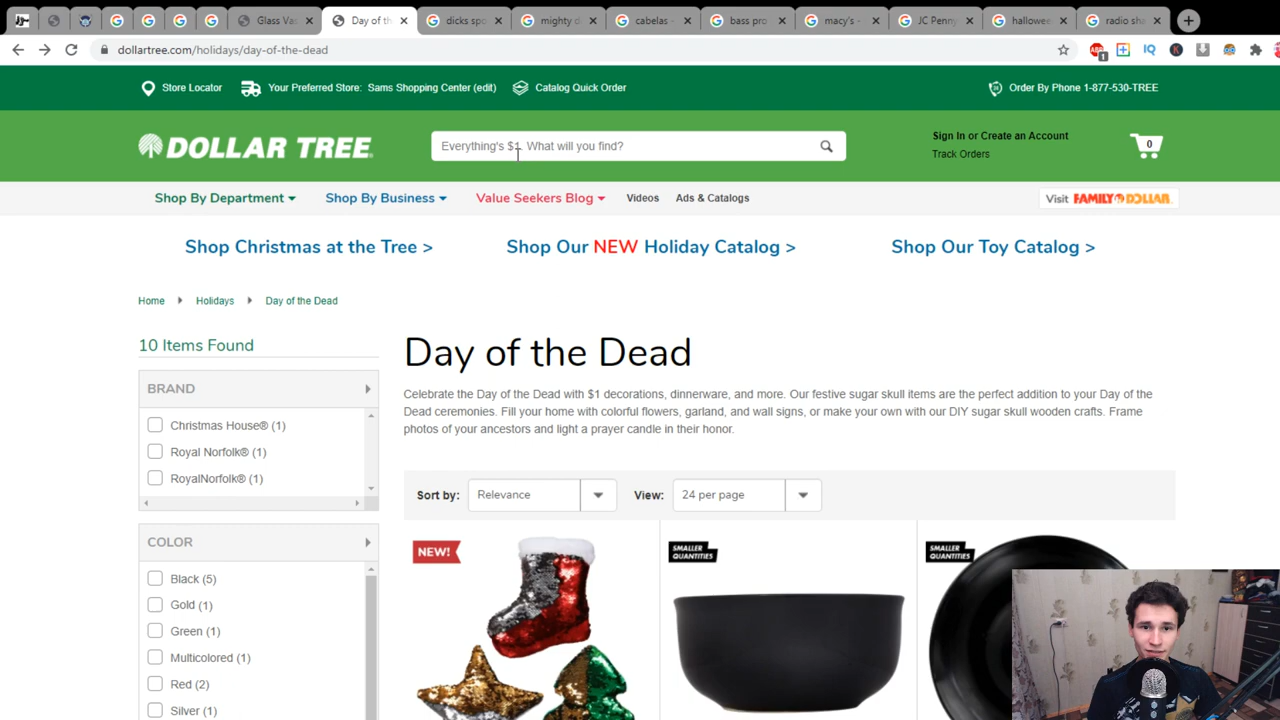 Glass Vas
Day of th
dicks spo
mighty d
cabelas -
bass pro
macy's -
JC Penny
hallowee
radio sha
dollartree.com/holidays/day-of-the-dead
Store Locator
Your Preferred Store: Sams Shopping Center (edit)
Catalog Quick Order
Order By Phone 1-877-530-TREE
DOLLAR TREE
Everything's $1. What will you find?
Sign In or Create an Account
Track Orders
0
Shop By Department
Shop By Business
Value Seekers Blog
Videos
Ads & Catalogs
Visit FAMILY DOLLAR
Shop Christmas at the Tree >
Shop Our NEW Holiday Catalog >
Shop Our Toy Catalog >
Home
Holidays
Day of the Dead
10 Items Found
BRAND
Christmas House® (1)
Royal Norfolk® (1)
RoyalNorfolk® (1)
COLOR
Black (5)
Gold (1)
Green (1)
Multicolored (1)
Red (2)
Silver (1)
Day of the Dead
Celebrate the Day of the Dead with $1 decorations, dinnerware, and more. Our festive sugar skull items are the perfect addition to your Day of the
Dead ceremonies. Fill your home with colorful flowers, garland, and wall signs, or make your own with our DIY sugar skull wooden crafts. Frame
photos of your ancestors and light a prayer candle in their honor.
Sort by:
Relevance
View:
24 per page
NEW!
SMALLER
QUANTITIES
SMALLER
QUANTITIES